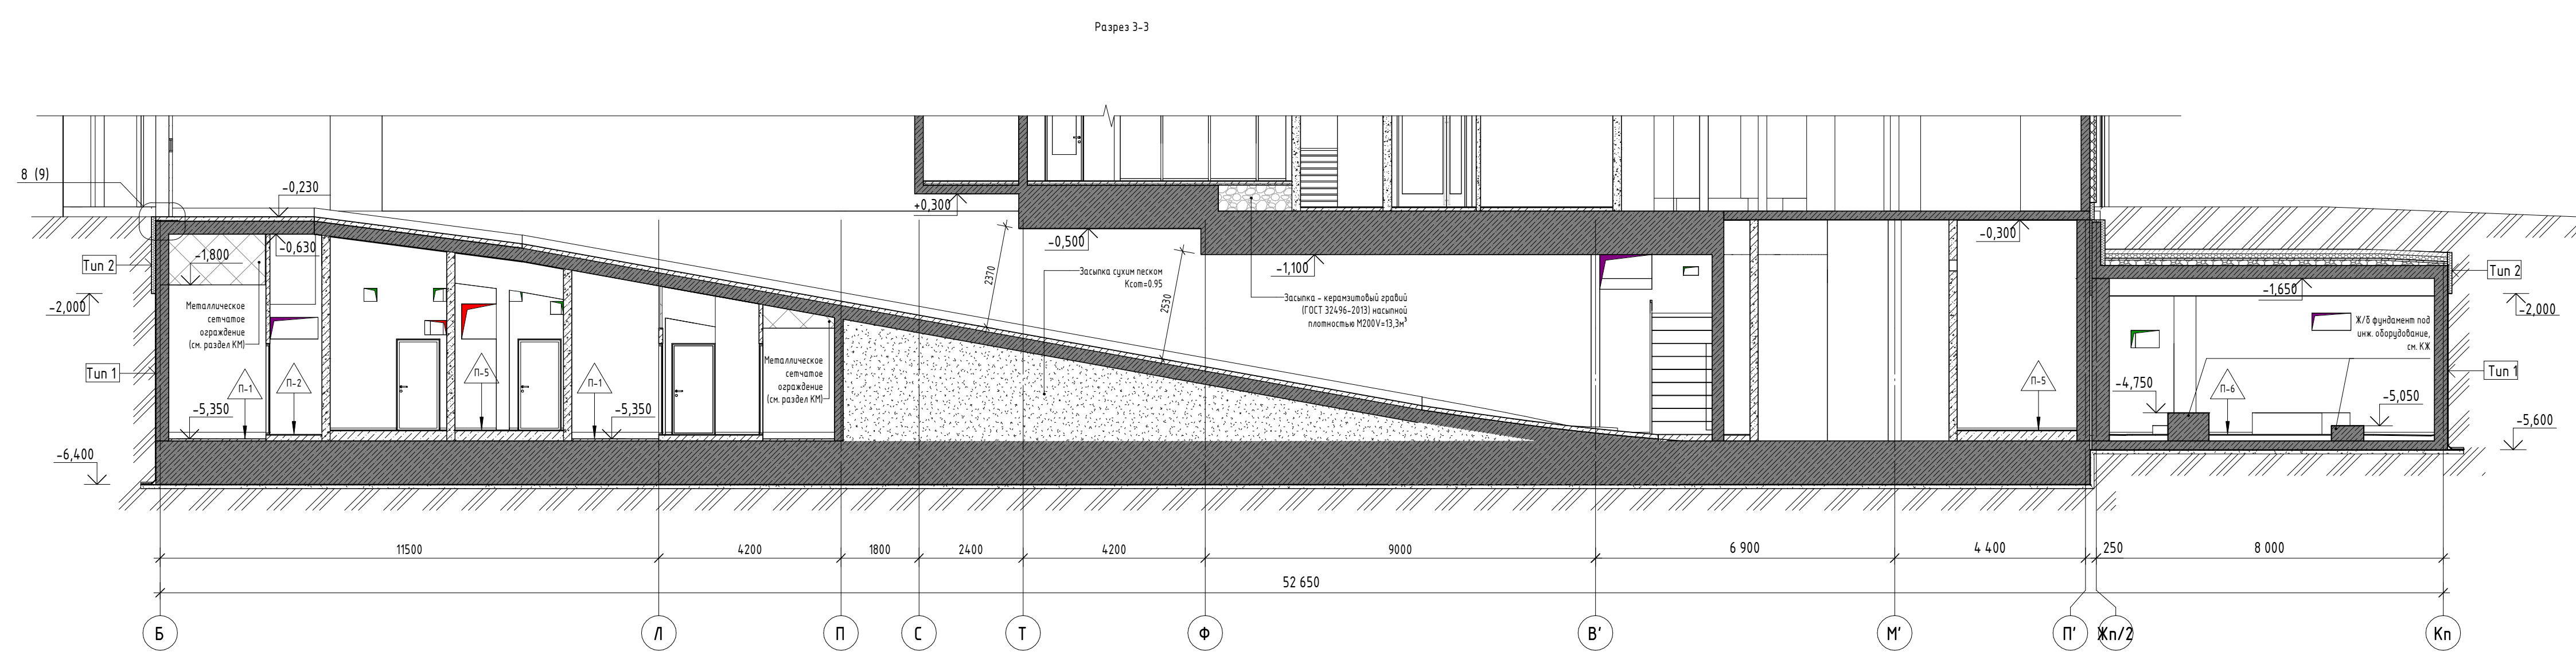 Разрез 3-3
8 (9)
-0,230
+0,300
-0,630
-1,800
-0,500
-0,300
-1,100
-1,650
Тип 2
Тип 2
-2,000
-2,000
Металлическое
сетчатое
ограждение
(см. раздел КМ)
2370
Засыпка сухим песком
Ксот=0.95
2530
Засыпка - керамзитовый гравий
(ГОСТ 32496-2013) насыпной
плотностью М200V=13,3м³
Ж/б фундамент под
инж. оборудование,
см. КЖ
Тип 1
Тип 1
Металлическое
сетчатое
ограждение
(см. раздел КМ)
П-1
П-2
П-5
П-1
П-5
П-6
-5,350
-5,350
-4,750
-5,050
-5,600
-6,400
11500
4200
1800
2400
4200
9000
6 900
4 400
250
8 000
52 650
Б
Л
П
С
Т
Ф
В'
М'
П'
Жп/2
Кп